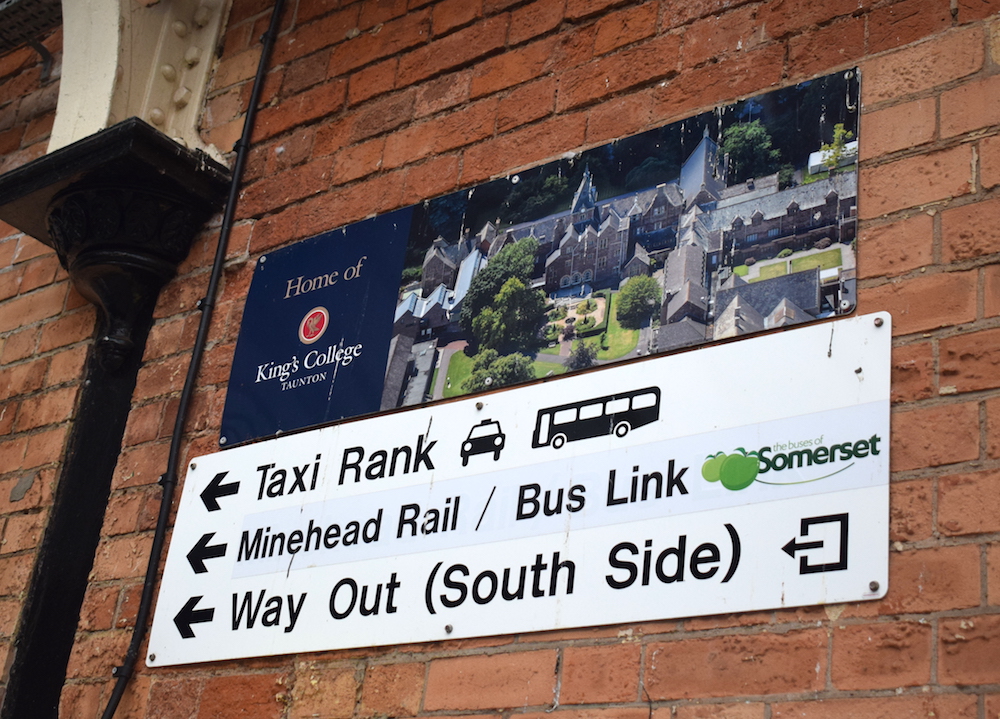 Home of
King's College
TAUNTON
Taxi Rank
Minehead Rail / Bus Link
the buses of
Somerset
Way Out (South Side)